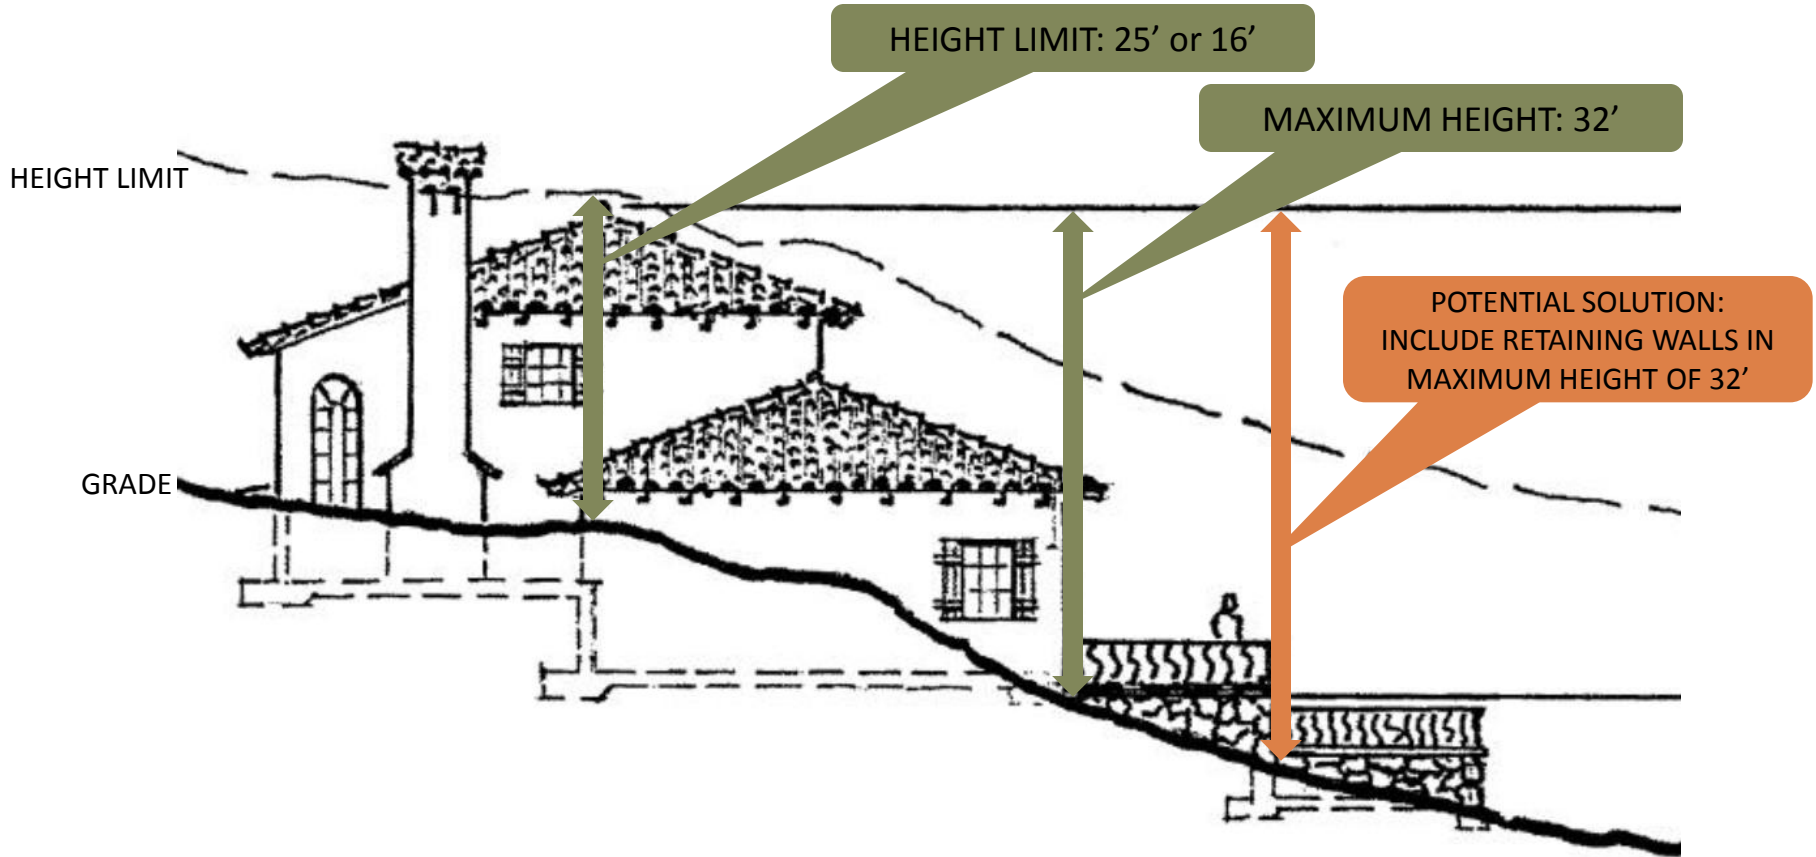 HEIGHT LIMIT: 25’ or 16’
MAXIMUM HEIGHT: 32’
HEIGHT LIMIT
POTENTIAL SOLUTION:
INCLUDE RETAINING WALLS IN
MAXIMUM HEIGHT OF 32’
GRADE